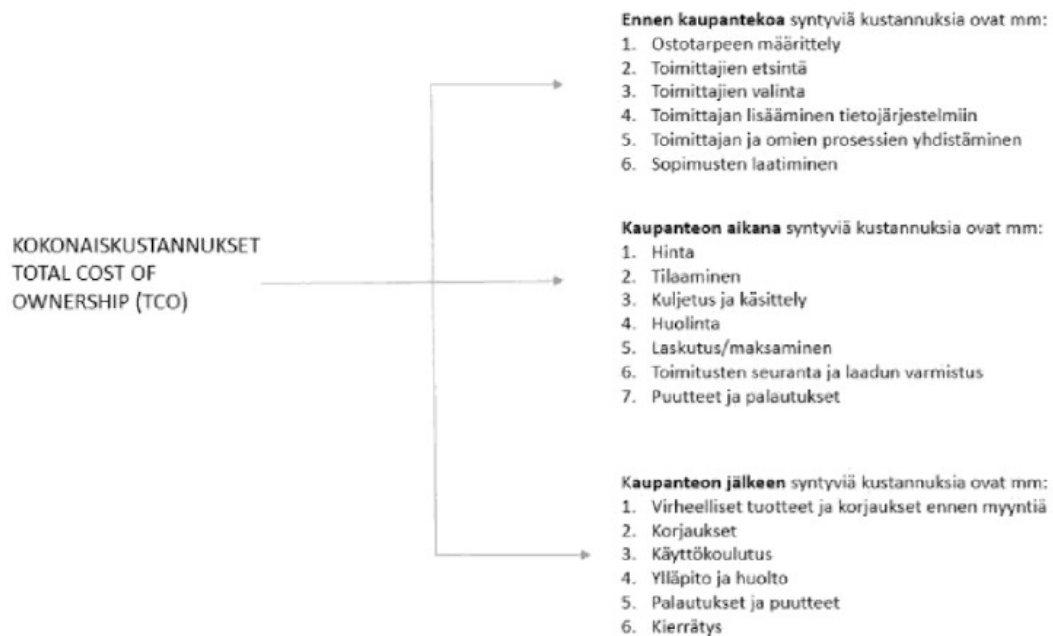 KOKONAISKUSTANNUKSET
TOTAL COST OF
OWNERSHIP (TCO)
Ennen kaupantekoa syntyviä kustannuksia ovat mm:
1. Ostotarpeen määrittely
2. Toimittajien etsintä
3. Toimittajien valinta
4. Toimittajan lisääminen tietojärjestelmiin
5. Toimittajan ja omien prosessien yhdistäminen
6. Sopimusten laatiminen
Kaupanteon aikana syntyviä kustannuksia ovat mm:
1. Hinta
2. Tilaaminen
3. Kuljetus ja käsittely
4. Huolinta
5. Laskutus/maksaminen
6. Toimitusten seuranta ja laadun varmistus
7. Puutteet ja palautukset
Kaupanteon jälkeen syntyviä kustannuksia ovat mm:
1. Virheelliset tuotteet ja korjaukset ennen myyntiä
2. Korjaukset
3. Käyttökoulutus
4. Ylläpito ja huolto
5. Palautukset ja puutteet
6. Kierrätys